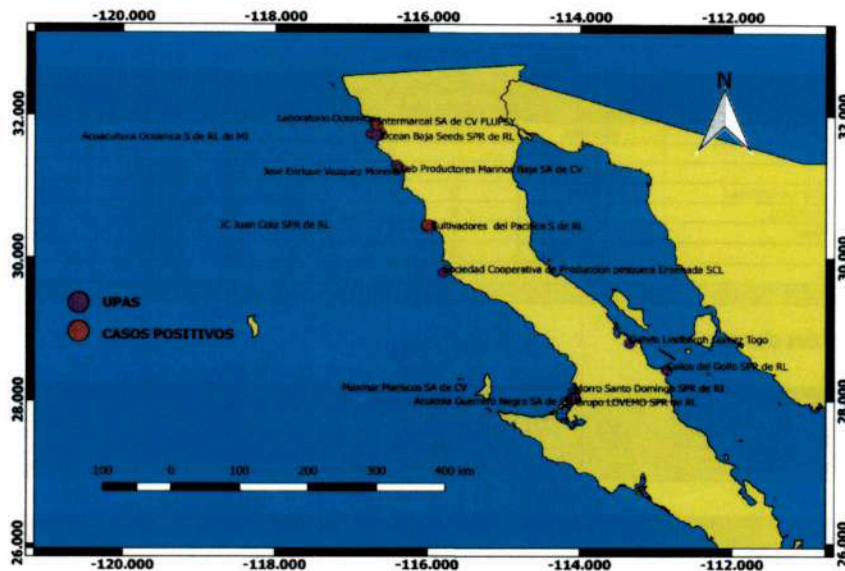 -120.000 -118.000 -116.000 -114.000 -112.000
N
32.000 32.000
Laboratorio Intermareal SA de CV FLUPSY
Acuacultura Oceanica S de RL de MI Ocean Baja Seeds SPR de RL
Jose Enrique Vazquez Moreno Lab Productores Marinos Baja SA de CV
JC Juan Cota SPR de RL Cultivadores del Pacifico S de RL
30.000 30.000
Sociedad Cooperativa de Produccion pesquera Ensenada SCL
UPAS
CASOS POSITIVOS
Lindbergh Gomez Togo
Callos del Golfo SPR de RL
Maxmar Mariscos SA de CV Morro Santo Domingo SPR de RI
28.000 28.000
Acuicola Guerrero Negro SA de Grupo LOVEMO SPR de RL
100 0 100 200 300 400 km
26.000 26.000
-120.000 -118.000 -116.000 -114.000 -112.000